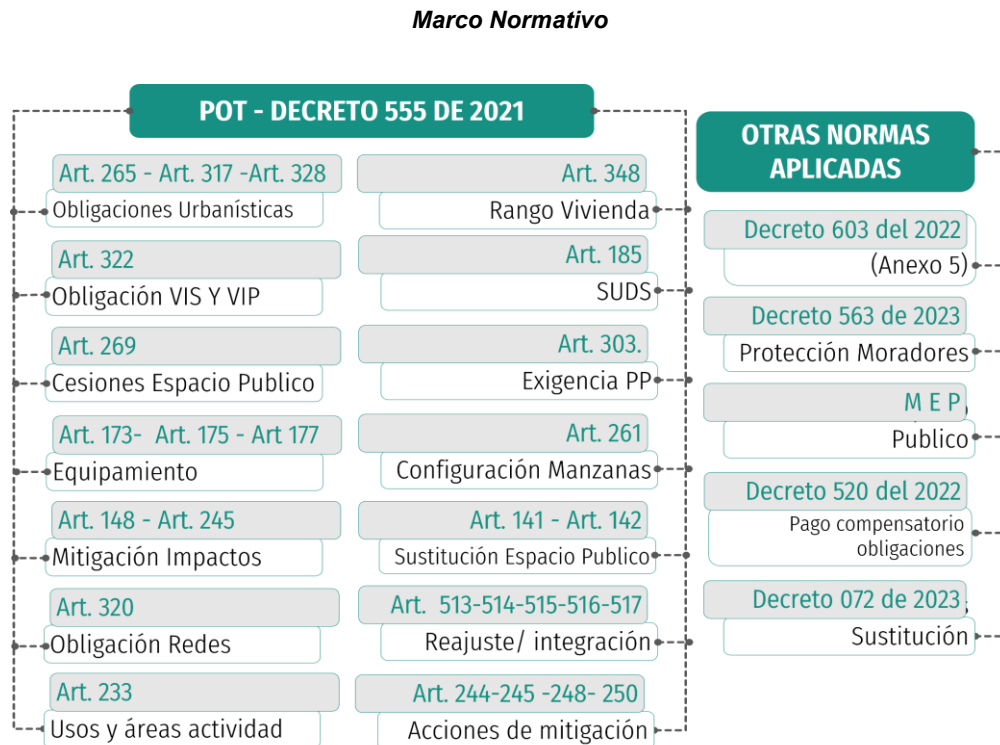 Marco Normativo
POT - DECRETO 555 DE 2021
Art. 265 - Art. 317 -Art. 328
Obligaciones Urbanísticas
Art. 322
Obligación VIS Y VIP
Art. 269
Cesiones Espacio Publico
Art. 173- Art. 175 - Art 177
Equipamiento
Art. 148 - Art. 245
Mitigación Impactos
Art. 320
Obligación Redes
Art. 233
Usos y áreas actividad
Art. 348
Rango Vivienda
Art. 185
SUDS
Art. 303.
Exigencia PP
Art. 261
Configuración Manzanas
Art. 141 - Art. 142
Sustitución Espacio Publico
Art. 513-514-515-516-517
Reajuste/ integración
Art. 244-245 -248- 250
Acciones de mitigación
OTRAS NORMAS
APLICADAS
Decreto 603 del 2022
(Anexo 5)
Decreto 563 de 2023
Protección Moradores
M E P
Publico
Decreto 520 del 2022
Pago compensatorio
obligaciones
Decreto 072 de 2023
Sustitución